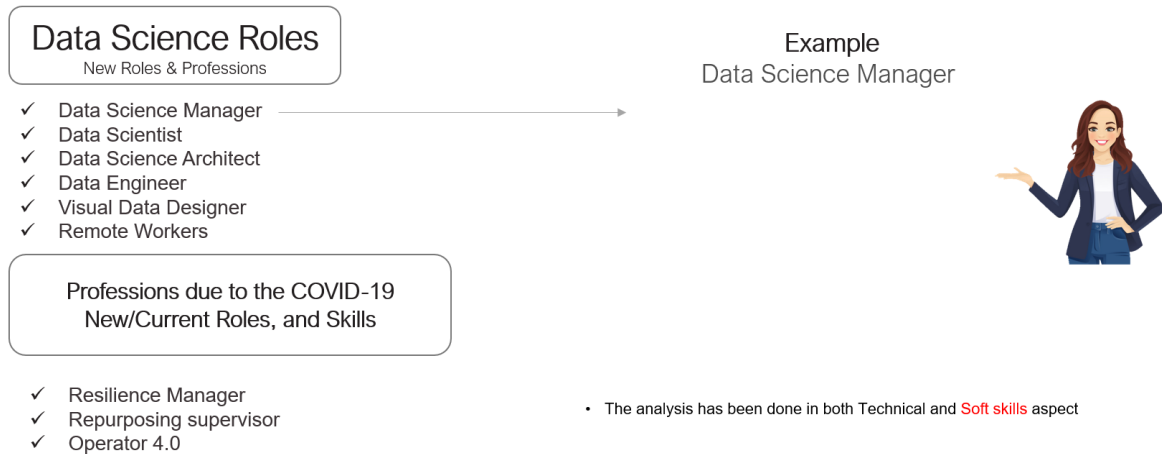 Data Science Roles
New Roles & Professions
✓ Data Science Manager
✓ Data Scientist
✓ Data Science Architect
✓ Data Engineer
✓ Visual Data Designer
✓ Remote Workers
Professions due to the COVID-19
New/Current Roles, and Skills
✓ Resilience Manager
✓ Repurposing supervisor
✓ Operator 4.0
Example
Data Science Manager
• The analysis has been done in both Technical and Soft skills aspect